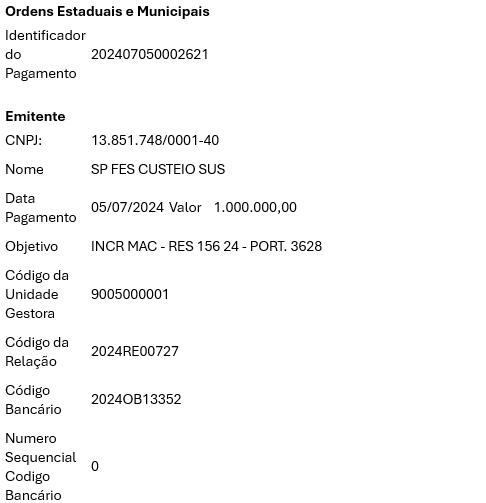 Ordens Estaduais e Municipais
Identificador
do
Pagamento
202407050002621
Emitente
CNPJ: 13.851.748/0001-40
Nome SP FES CUSTEIO SUS
Data
Pagamento
05/07/2024 Valor 1.000.000,00
Objetivo INCR MAC - RES 156 24 - PORT. 3628
Código da
Unidade
Gestora
9005000001
Código da
Relação
2024RE00727
Código
Bancário
2024OB13352
Numero
Sequencial
Codigo
Bancário
0